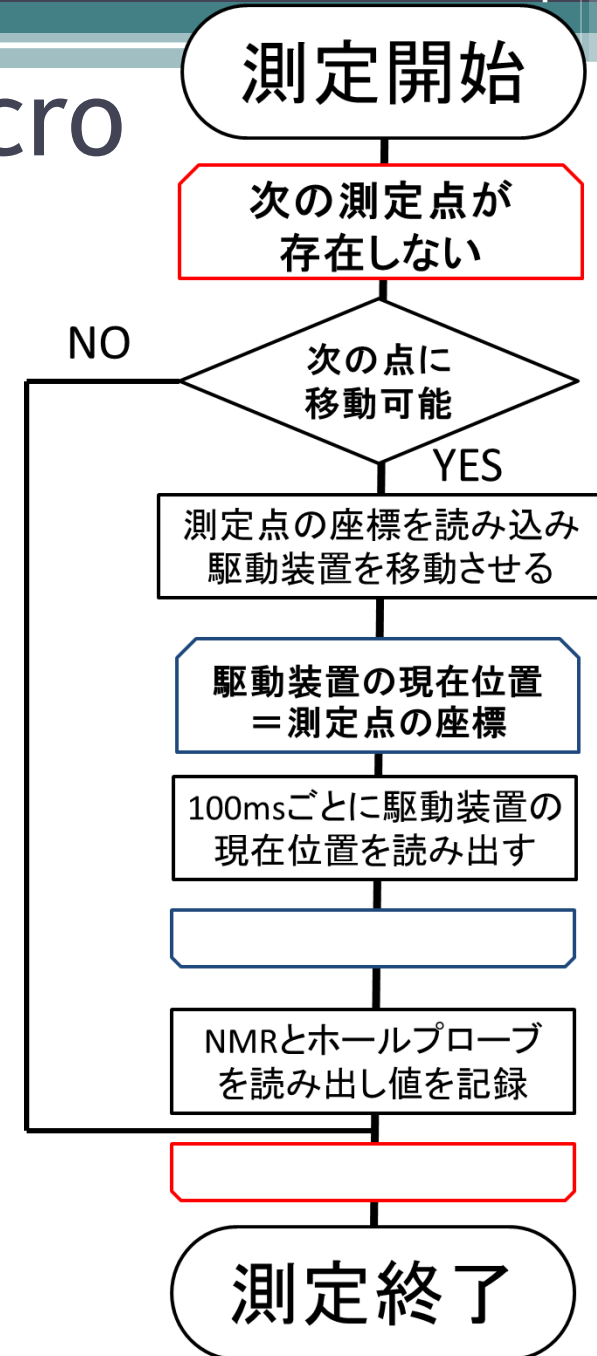 測定開始
cro
次の測定点が
存在しない
NO
次の点に
移動可能
YES
測定点の座標を読み込み
駆動装置を移動させる
駆動装置の現在位置
＝測定点の座標
100msごとに駆動装置の
現在位置を読み出す
NMRとホールプローブ
を読み出し値を記録
測定終了